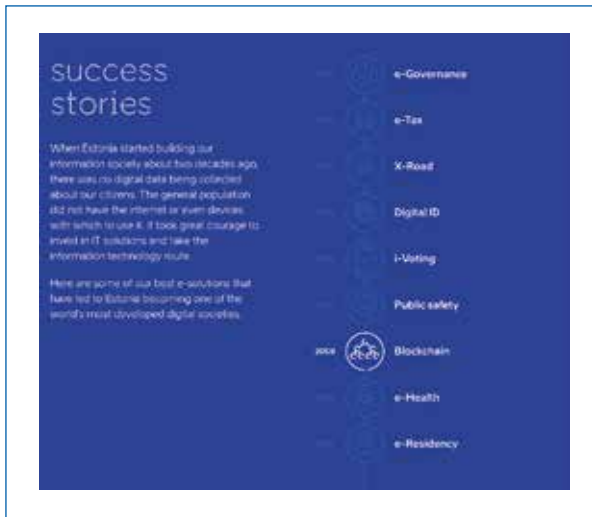 success
stories
When Estonia started building our
information society about two decades ago,
there was no digital data being collected
about our citizens. The general population
did not have the internet or even devices
with which to use it. It took great courage to
invest in IT solutions and take the
information technology route.
Here are some of our best e-solutions that
have led to Estonia becoming one of the
world's most developed digital societies.
e-Governance
e-Tax
X-Road
Digital ID
i-Voting
Public safety
2008
Blockchain
e-Health
e-Residency